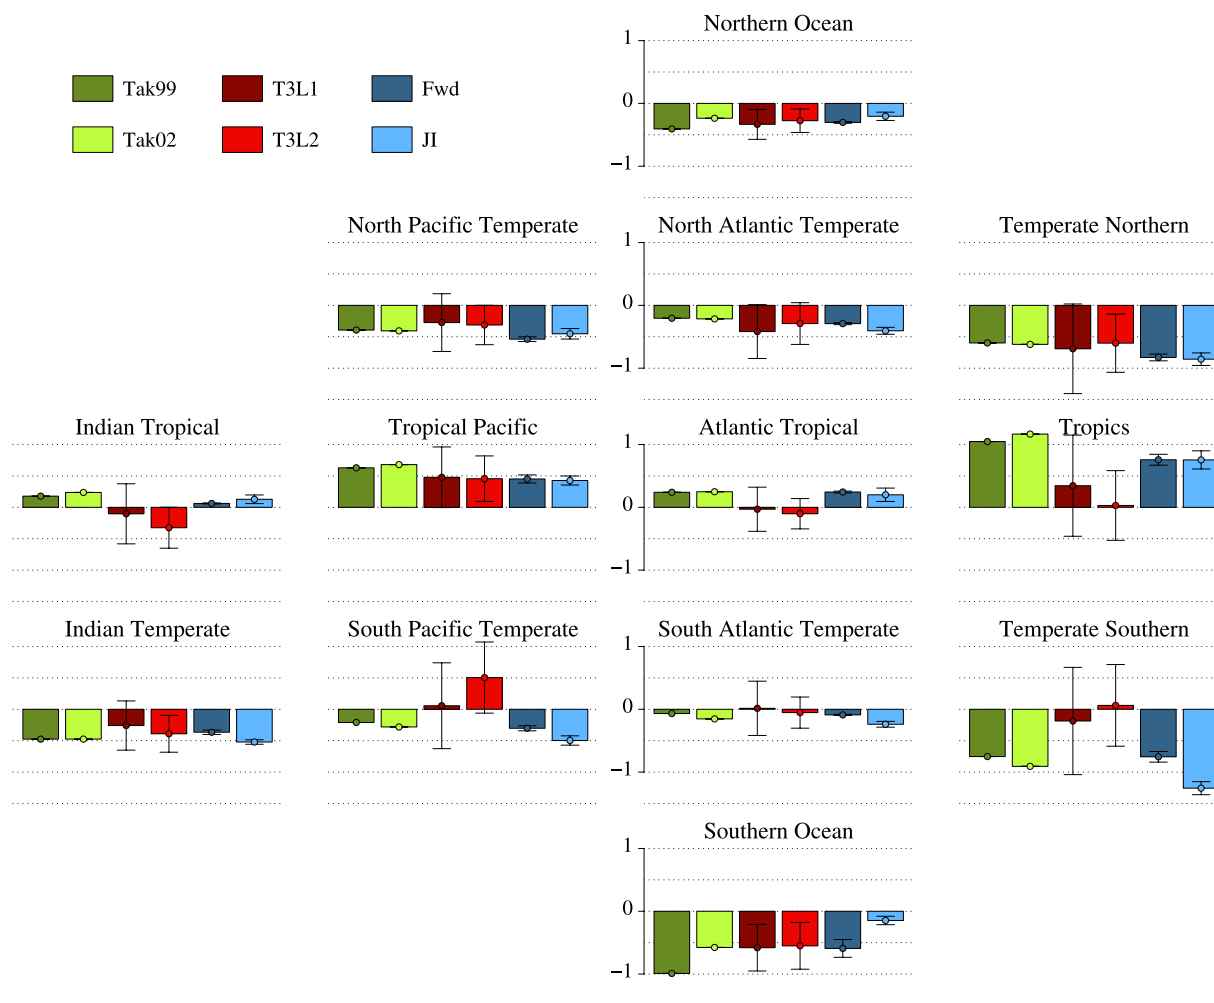 Northern Ocean
1
0
−1
Tak99 T3L1 Fwd
Tak02 T3L2 JI
North Pacific Temperate North Atlantic Temperate Temperate Northern
1
0
−1
Indian Tropical Tropical Pacific Atlantic Tropical Tropics
1
0
−1
Indian Temperate South Pacific Temperate South Atlantic Temperate Temperate Southern
1
0
−1
Southern Ocean
1
0
−1